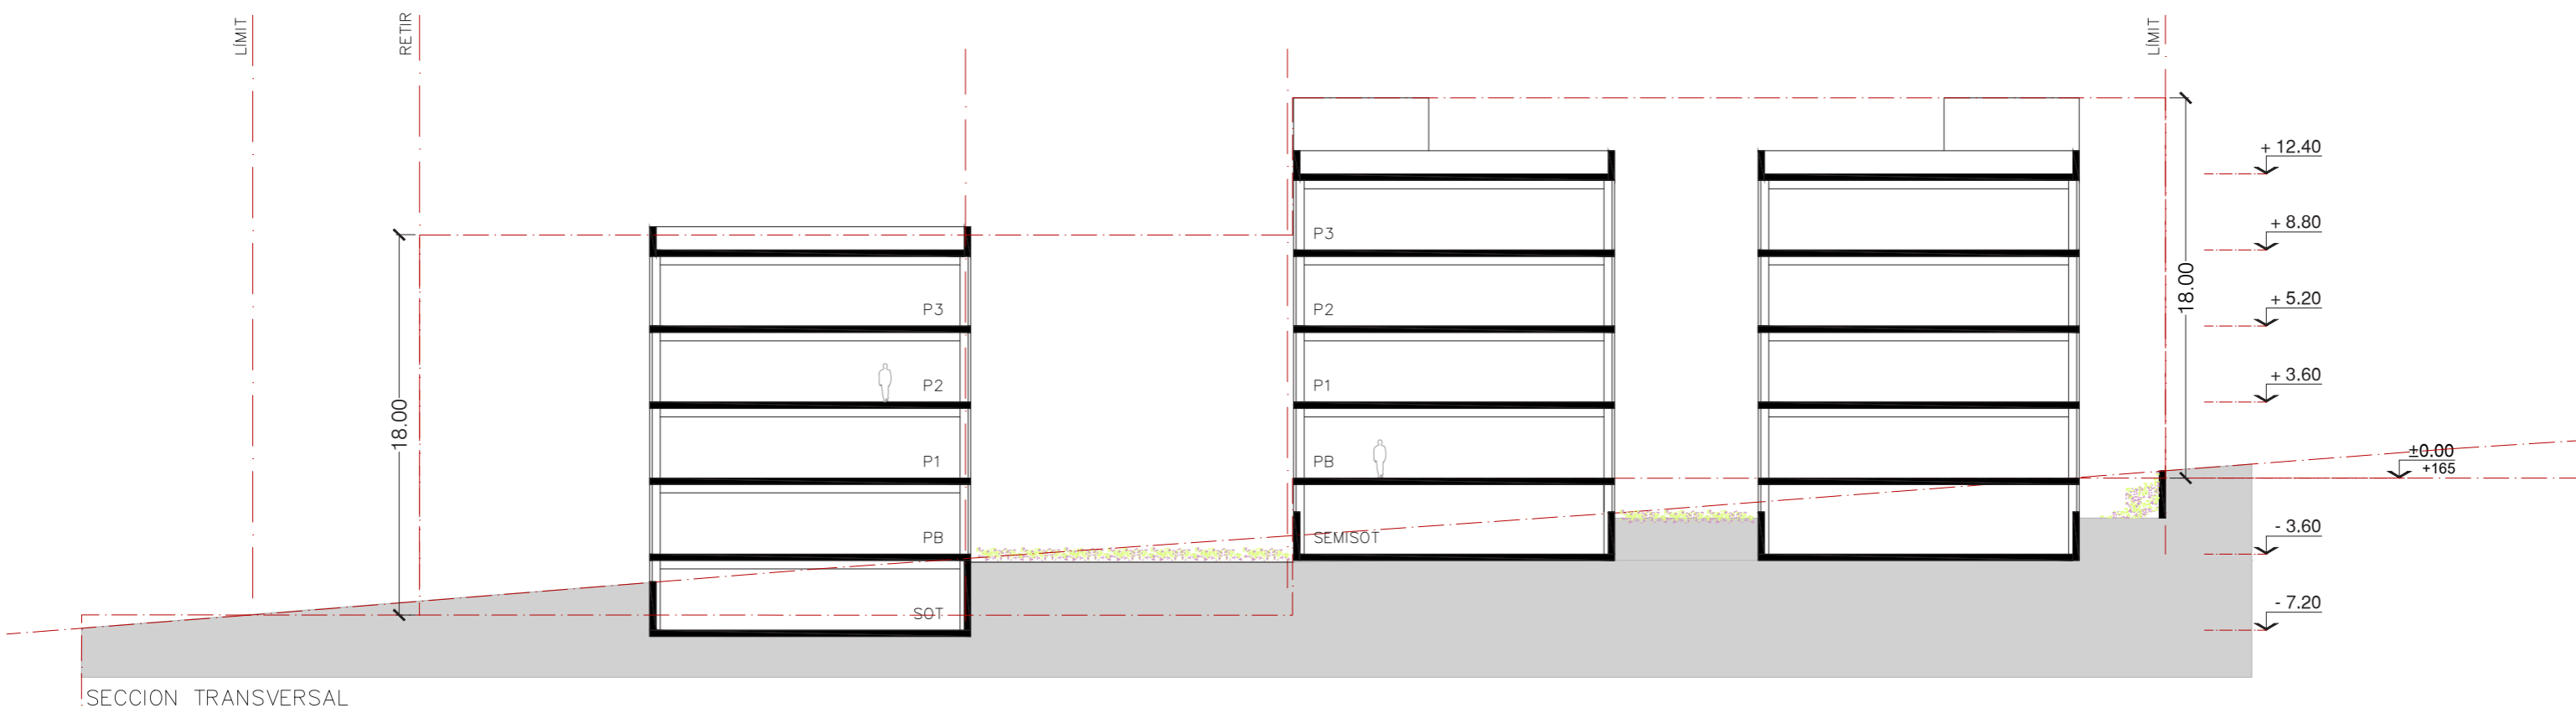 LÍMIT
RETIR
LÍMIT
+ 12.40
+ 8.80
+ 5.20
+ 3.60
±0.00
+165
- 3.60
- 7.20
18.00
18.00
P3
P2
P1
PB
SOT
P3
P2
P1
PB
SEMISOT
SECCION TRANSVERSAL